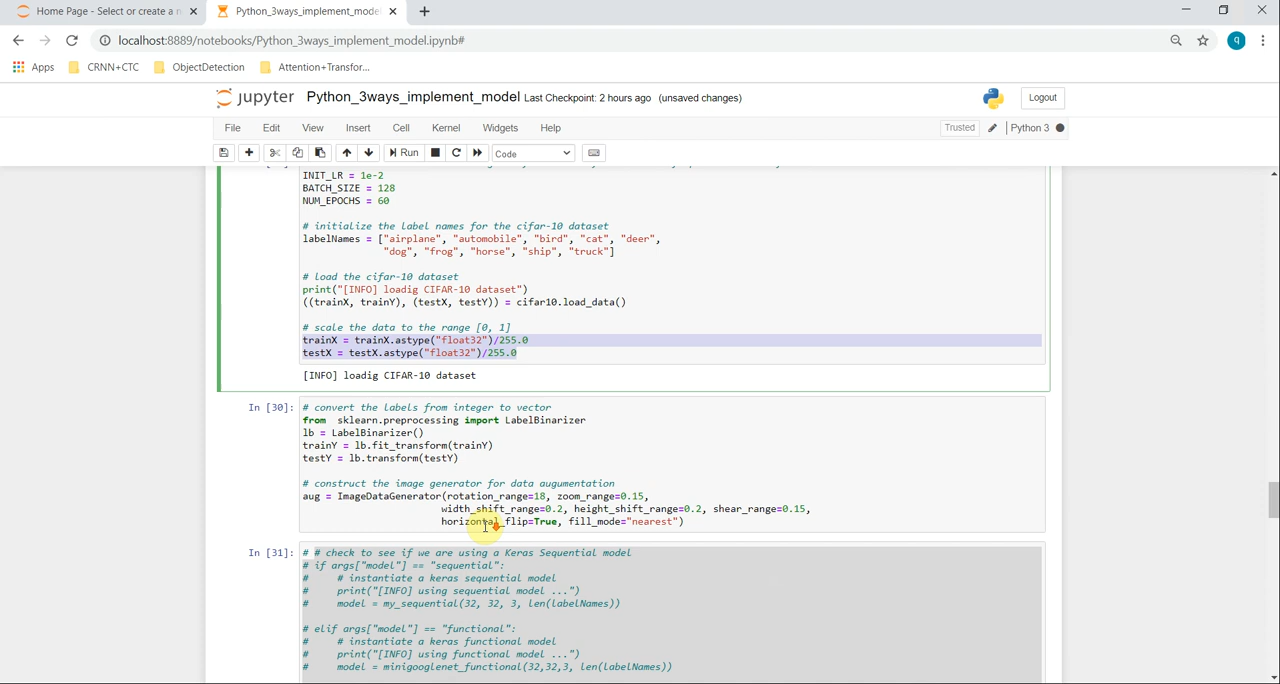 Home Page - Select or create a n
Python_3ways_implement_mode
localhost:8889/notebooks/Python_3ways_implement_model.ipynb#
q
Apps CRNN+CTC ObjectDetection Attention+Transfor...
jupyter Python_3ways_implement_model Last Checkpoint: 2 hours ago (unsaved changes)
Logout
File Edit View Insert Cell Kernel Widgets Help
Trusted Python 3
Run Code
INIT_LR = 1e-2
BATCH_SIZE = 128
NUM_EPOCHS = 60
# initialize the label names for the cifar-10 dataset
labelNames = ["airplane", "automobile", "bird", "cat", "deer",
"dog", "frog", "horse", "ship", "truck"]
# load the cifar-10 dataset
print("[INFO] loadig CIFAR-10 dataset")
((trainX, trainY), (testX, testY)) = cifar10.load_data()
# scale the data to the range [0, 1]
trainX = trainX.astype("float32")/255.0
testX = testX.astype("float32")/255.0
[INFO] loadig CIFAR-10 dataset
In [30]: # convert the labels from integer to vector
from sklearn.preprocessing import LabelBinarizer
lb = LabelBinarizer()
trainY = lb.fit_transform(trainY)
testY = lb.transform(testY)
# construct the image generator for data augumentation
aug = ImageDataGenerator(rotation_range=18, zoom_range=0.15,
width_shift_range=0.2, height_shift_range=0.2, shear_range=0.15,
horizontal_flip=True, fill_mode="nearest")
In [31]: # # check to see if we are using a Keras Sequential model
# if args["model"] == "sequential":
# # instantiate a keras sequential model
# print("[INFO] using sequential model ...")
# model = my_sequential(32, 32, 3, len(labelNames))
# elif args["model"] == "functional":
# # instantiate a keras functional model
# print("[INFO] using functional model ...")
# model = minigooglenet_functional(32,32,3, len(labelNames))